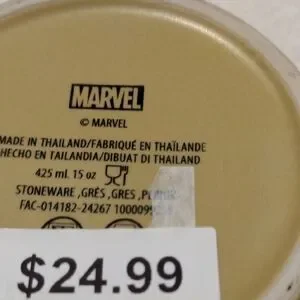 MARVEL
© MARVEL
MADE IN THAILAND/FABRIQUÉ EN THAÏLANDE
HECHO EN TAILANDIA/DIBUAT DI THAILAND
425 ml. 15 oz
STONEWARE ,GRÈS, GRES ,
FAC-014182-24267
$24.99